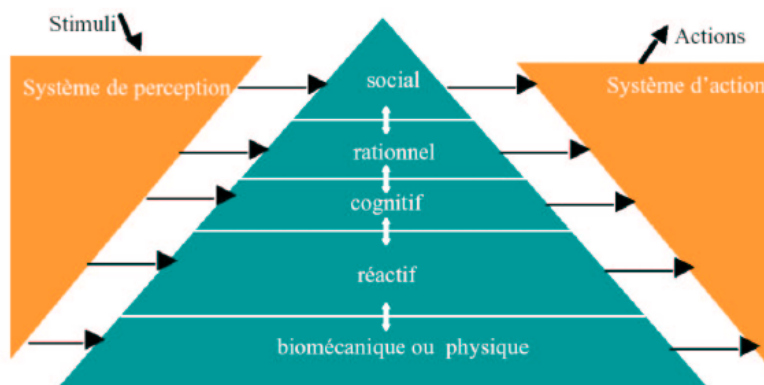 Stimuli
Actions
Système de perception
social
Système d'action
rationnel
cognitif
réactif
biomécanique ou physique